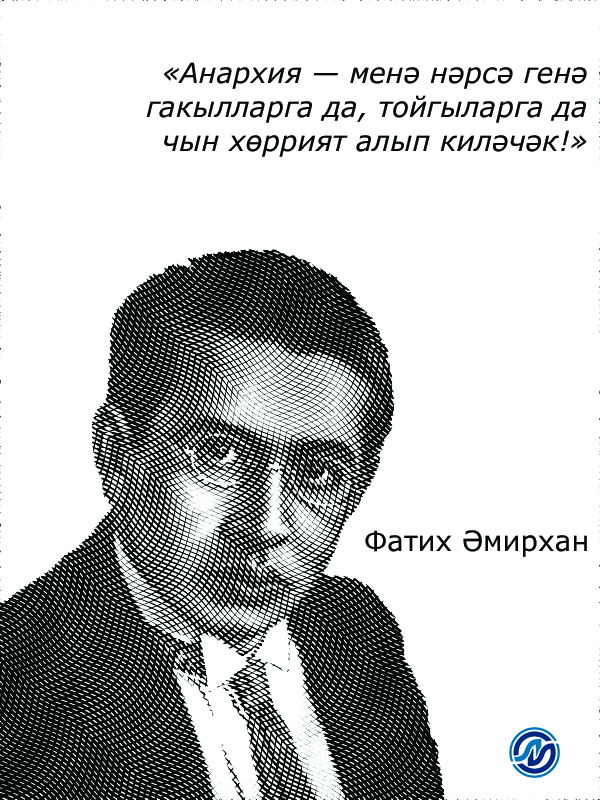 «Анархия — менә нәрсә генә
гакылларга да, тойгыларга да
чын хөррият алып киләчәк!»
Фатих Әмирхан